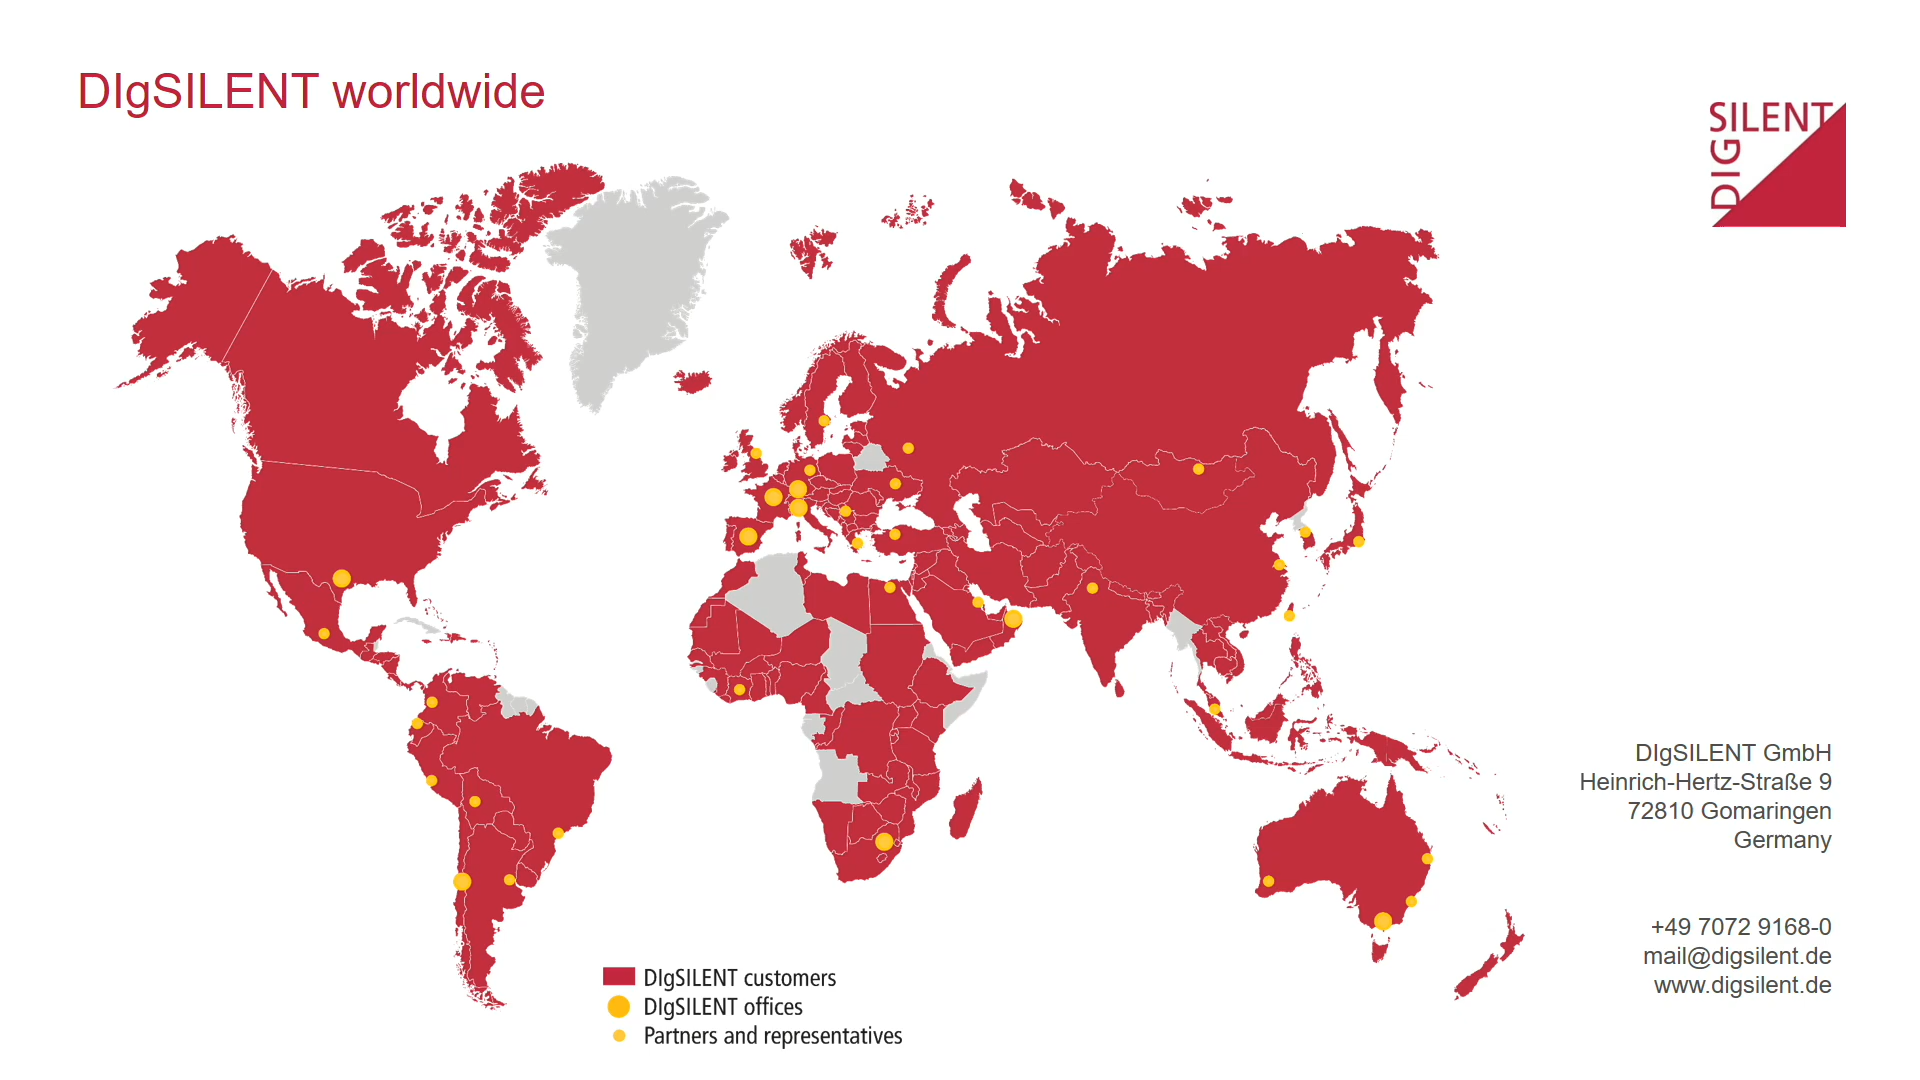 DIgSILENT worldwide
SILENT
DIG
DIgSILENT GmbH
Heinrich-Hertz-Straße 9
72810 Gomaringen
Germany
+49 7072 9168-0
mail@digsilent.de
www.digsilent.de
DIgSILENT customers
DIgSILENT offices
Partners and representatives